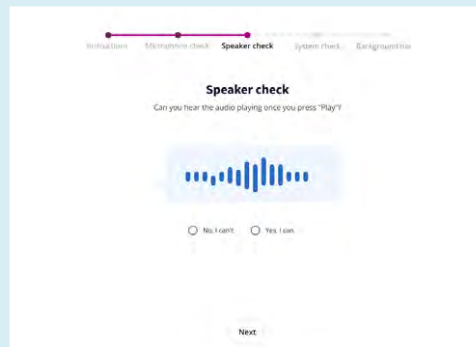 Instructions Microphone check Speaker check System check Background
Speaker check
Can you hear the audio playing once you press "Play"?
No, I can't. Yes, I can.
Next